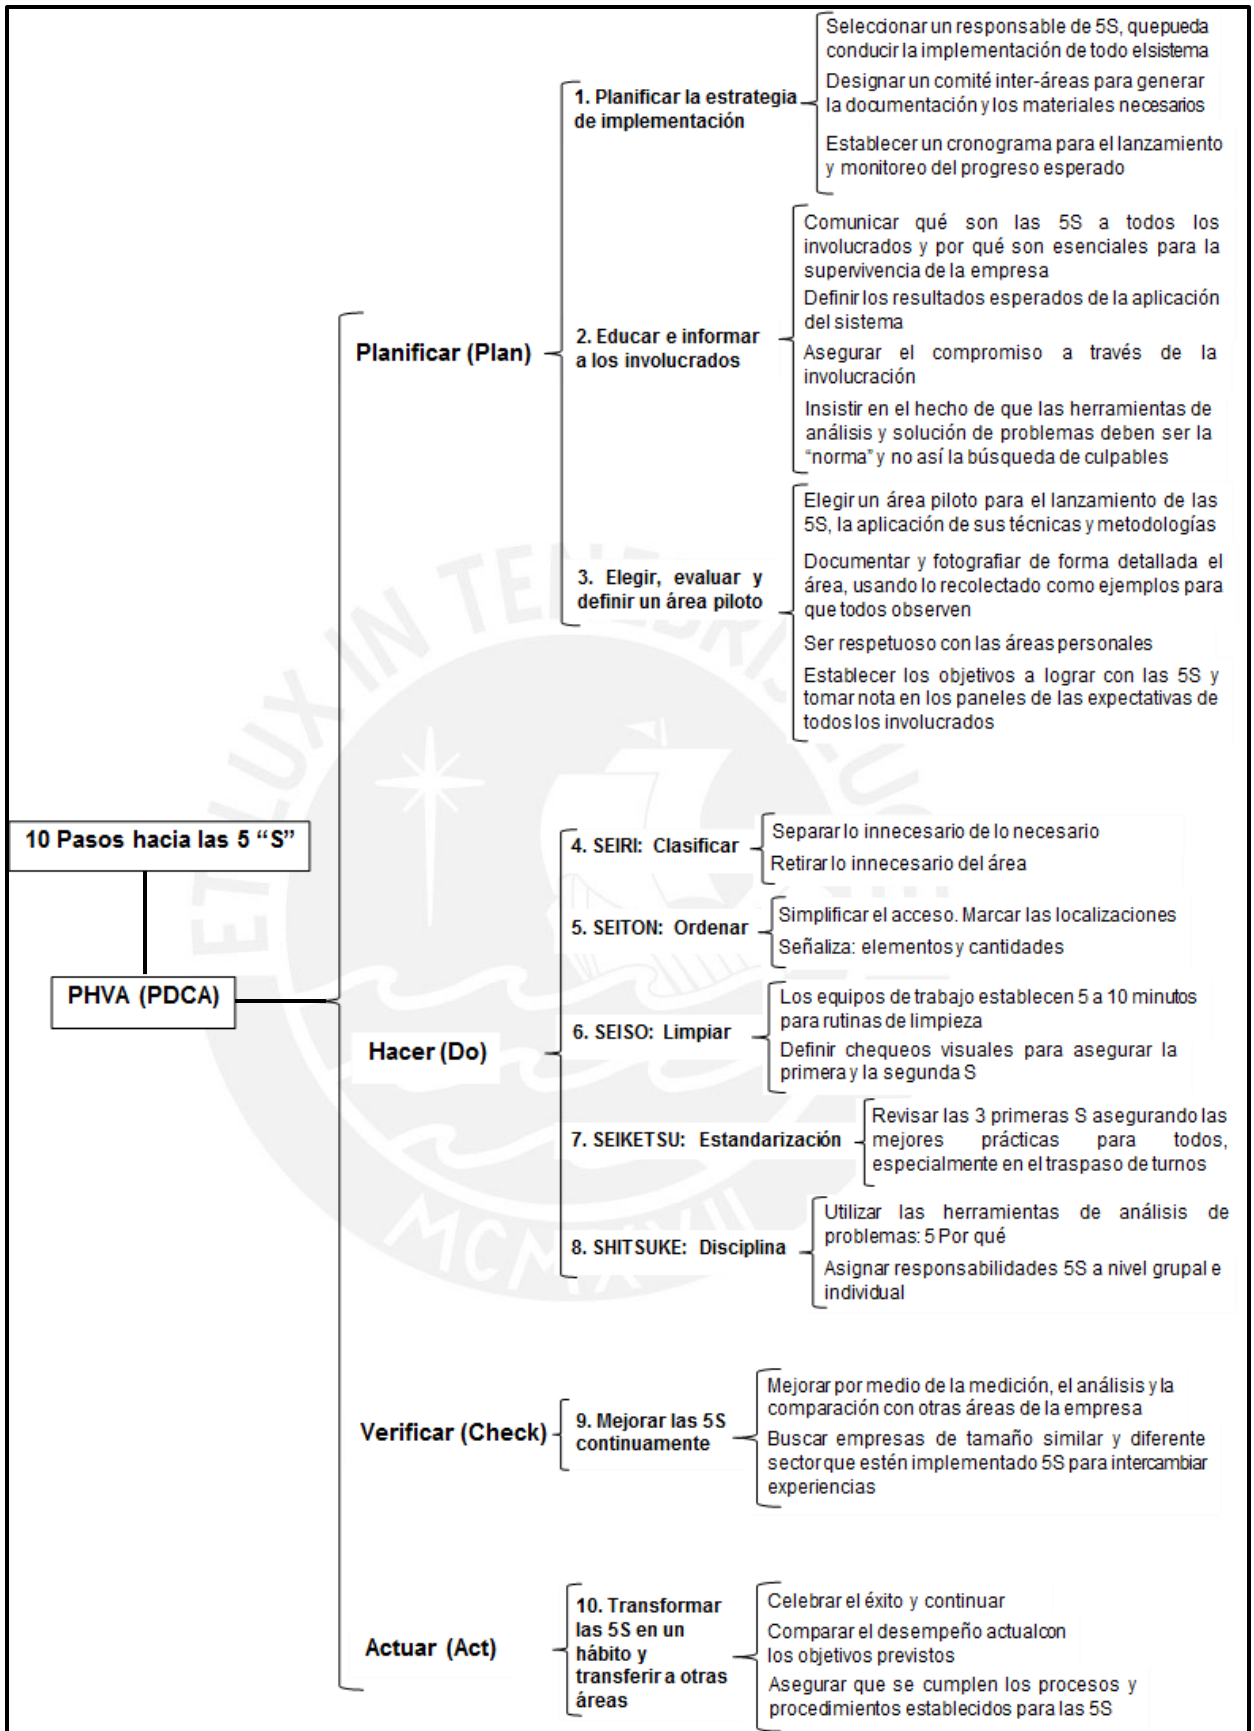 10 Pasos hacia las 5 “S”
PHVA (PDCA)
Planificar (Plan)
1. Planificar la estrategia
de implementación
Seleccionar un responsable de 5S, quepueda
conducir la implementación de todo elsistema
Designar un comité inter-áreas para generar
la documentación y los materiales necesarios
Establecer un cronograma para el lanzamiento
y monitoreo del progreso esperado
2. Educar e informar
a los involucrados
Comunicar qué son las 5S a todos los
involucrados y por qué son esenciales para la
supervivencia de la empresa
Definir los resultados esperados de la aplicación
del sistema
Asegurar el compromiso a través de la
involucración
Insistir en el hecho de que las herramientas de
análisis y solución de problemas deben ser la
“norma” y no así la búsqueda de culpables
3. Elegir, evaluar y
definir un área piloto
Elegir un área piloto para el lanzamiento de las
5S, la aplicación de sus técnicas y metodologías
Documentar y fotografiar de forma detallada el
área, usando lo recolectado como ejemplos para
que todos observen
Ser respetuoso con las áreas personales
Establecer los objetivos a lograr con las 5S y
tomar nota en los paneles de las expectativas de
todos los involucrados
Hacer (Do)
4. SEIRI: Clasificar
Separar lo innecesario de lo necesario
Retirar lo innecesario del área
5. SEITON: Ordenar
Simplificar el acceso. Marcar las localizaciones
Señaliza: elementos y cantidades
6. SEISO: Limpiar
Los equipos de trabajo establecen 5 a 10 minutos
para rutinas de limpieza
Definir chequeos visuales para asegurar la
primera y la segunda S
7. SEIKETSU: Estandarización
Revisar las 3 primeras S asegurando las
mejores prácticas para todos,
especialmente en el traspaso de turnos
8. SHITSUKE: Disciplina
Utilizar las herramientas de análisis de
problemas: 5 Por qué
Asignar responsabilidades 5S a nivel grupal e
individual
Verificar (Check)
9. Mejorar las 5S
continuamente
Mejorar por medio de la medición, el análisis y la
comparación con otras áreas de la empresa
Buscar empresas de tamaño similar y diferente
sector que estén implementado 5S para intercambiar
experiencias
Actuar (Act)
10. Transformar
las 5S en un
hábito y
transferir a otras
áreas
Celebrar el éxito y continuar
Comparar el desempeño actualcon
los objetivos previstos
Asegurar que se cumplen los procesos y
procedimientos establecidos para las 5S
ET LUX IN